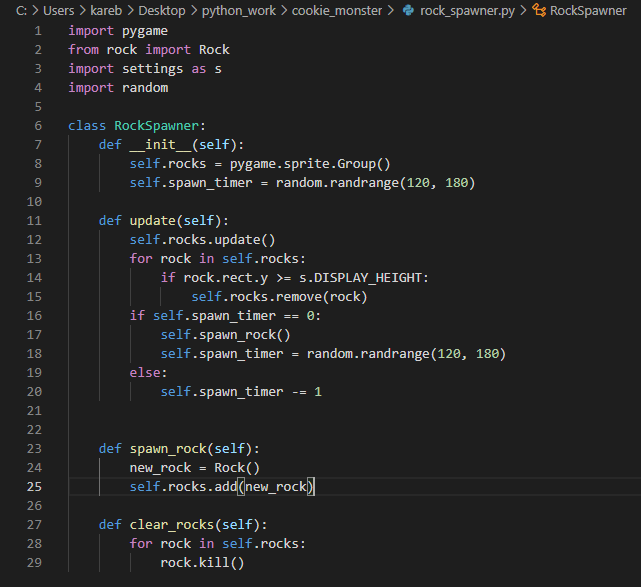 C: > Users > kareb > Desktop > python_work > cookie_monster > rock_spawner.py > RockSpawner
1 import pygame
2 from rock import Rock
3 import settings as s
4 import random
5
6 class RockSpawner:
7     def __init__(self):
8         self.rocks = pygame.sprite.Group()
9         self.spawn_timer = random.randrange(120, 180)
10
11     def update(self):
12         self.rocks.update()
13         for rock in self.rocks:
14             if rock.rect.y >= s.DISPLAY_HEIGHT:
15                 self.rocks.remove(rock)
16         if self.spawn_timer == 0:
17             self.spawn_rock()
18             self.spawn_timer = random.randrange(120, 180)
19         else:
20             self.spawn_timer -= 1
21
22
23     def spawn_rock(self):
24         new_rock = Rock()
25         self.rocks.add(new_rock)
26
27     def clear_rocks(self):
28         for rock in self.rocks:
29             rock.kill()